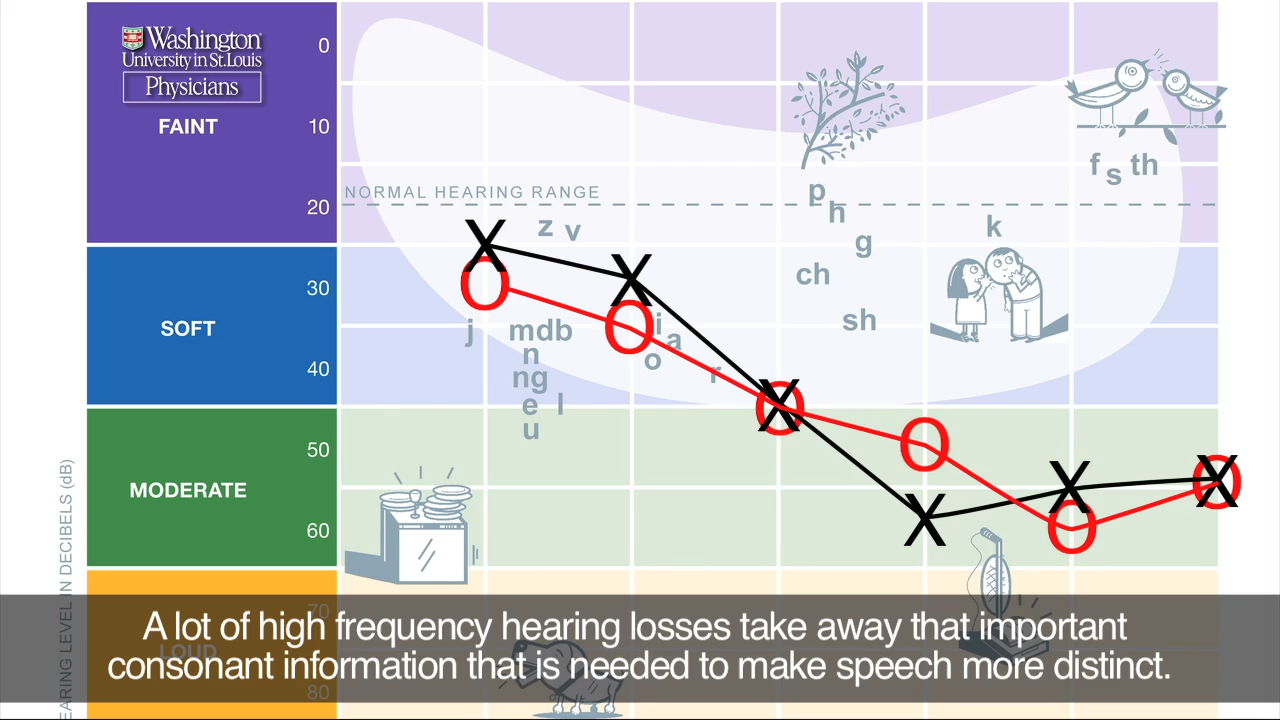 Washington
University in St. Louis
Physicians
FAINT
0
10
20
NORMAL HEARING RANGE
z v
p
h
g
ch
sh
k
f s th
SOFT
30
40
j
mdb
n
ng
e l
u
i
a
o
r
X X X X X X
O O O O O O
MODERATE
50
60
EARING LEVEL IN DECIBELS (dB)
70
LOUD
80
A lot of high frequency hearing losses take away that important
consonant information that is needed to make speech more distinct.